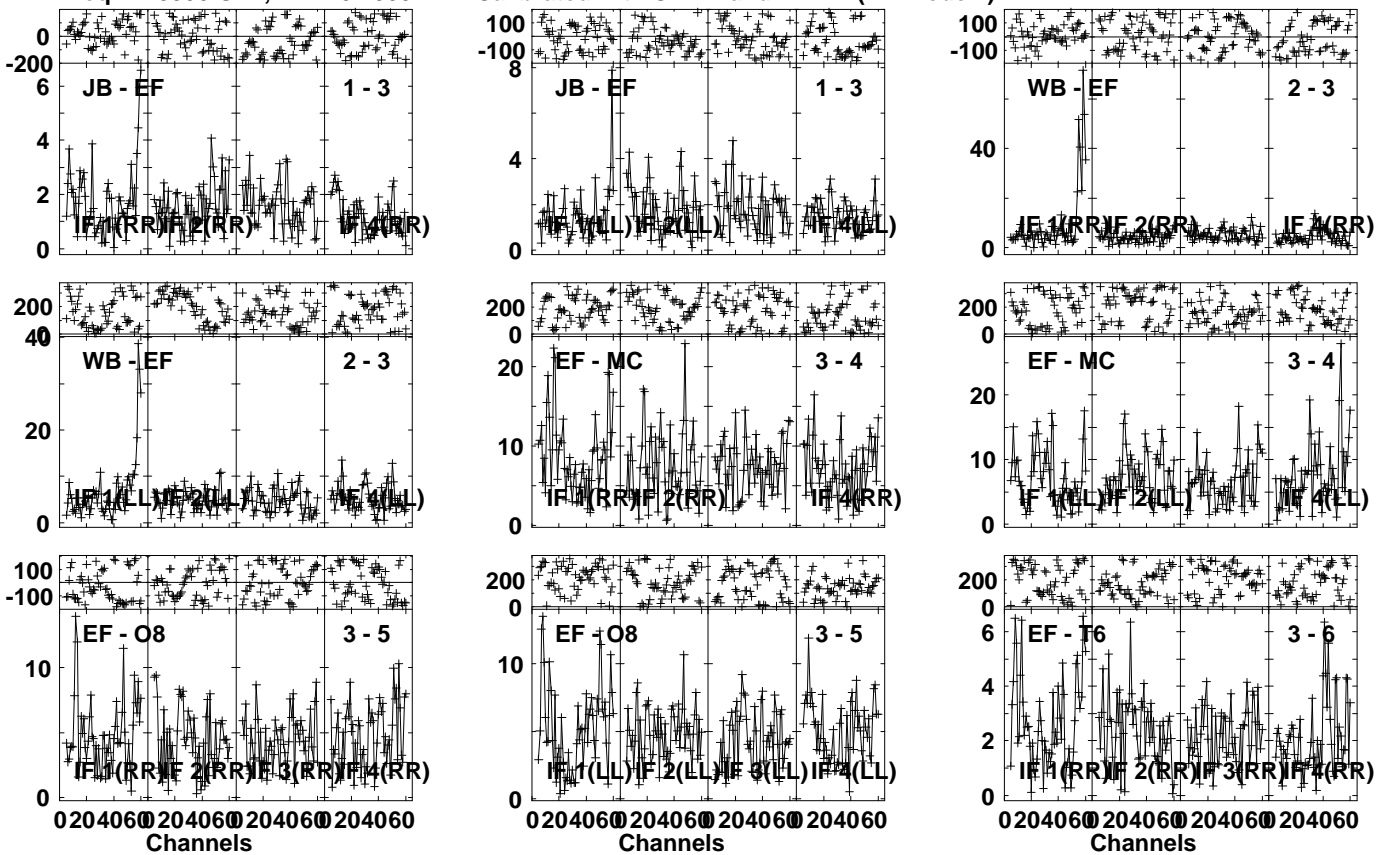 100 100
0 0
-200 -100 -100
JB - EF 1 - 3 JB - EF 1 - 3 WB - EF 2 - 3
6 8
4 4 40
2
0 0 0
IF 1(RR) IF 2(RR) IF 4(RR) IF 1(LL) IF 2(LL) IF 4(LL) IF 1(RR) IF 2(RR) IF 4(RR)
200 200 200
0 0 0
40
WB - EF 2 - 3 EF - MC 3 - 4 EF - MC 3 - 4
20 20 20
10 10
0 0 0
IF 1(LL) IF 2(LL) IF 4(LL) IF 1(RR) IF 2(RR) IF 4(RR) IF 1(LL) IF 2(LL) IF 4(LL)
100 200 200
-100 0 0
EF - O8 3 - 5 EF - O8 3 - 5 EF - T6 3 - 6
6
10 10 4
2
0 0 0
IF 1(RR) IF 2(RR) IF 3(RR) IF 4(RR) IF 1(LL) IF 2(LL) IF 3(LL) IF 4(LL) IF 1(RR) IF 2(RR) IF 3(RR) IF 4(RR)
0 20 40 60 0 20 40 60 0 20 40 60 0 20 40 60 0 20 40 60 0 20 40 60 0 20 40 60 0 20 40 60 0 20 40 60 0 20 40 60 0 20 40 60 0 20 40 60
Channels Channels Channels